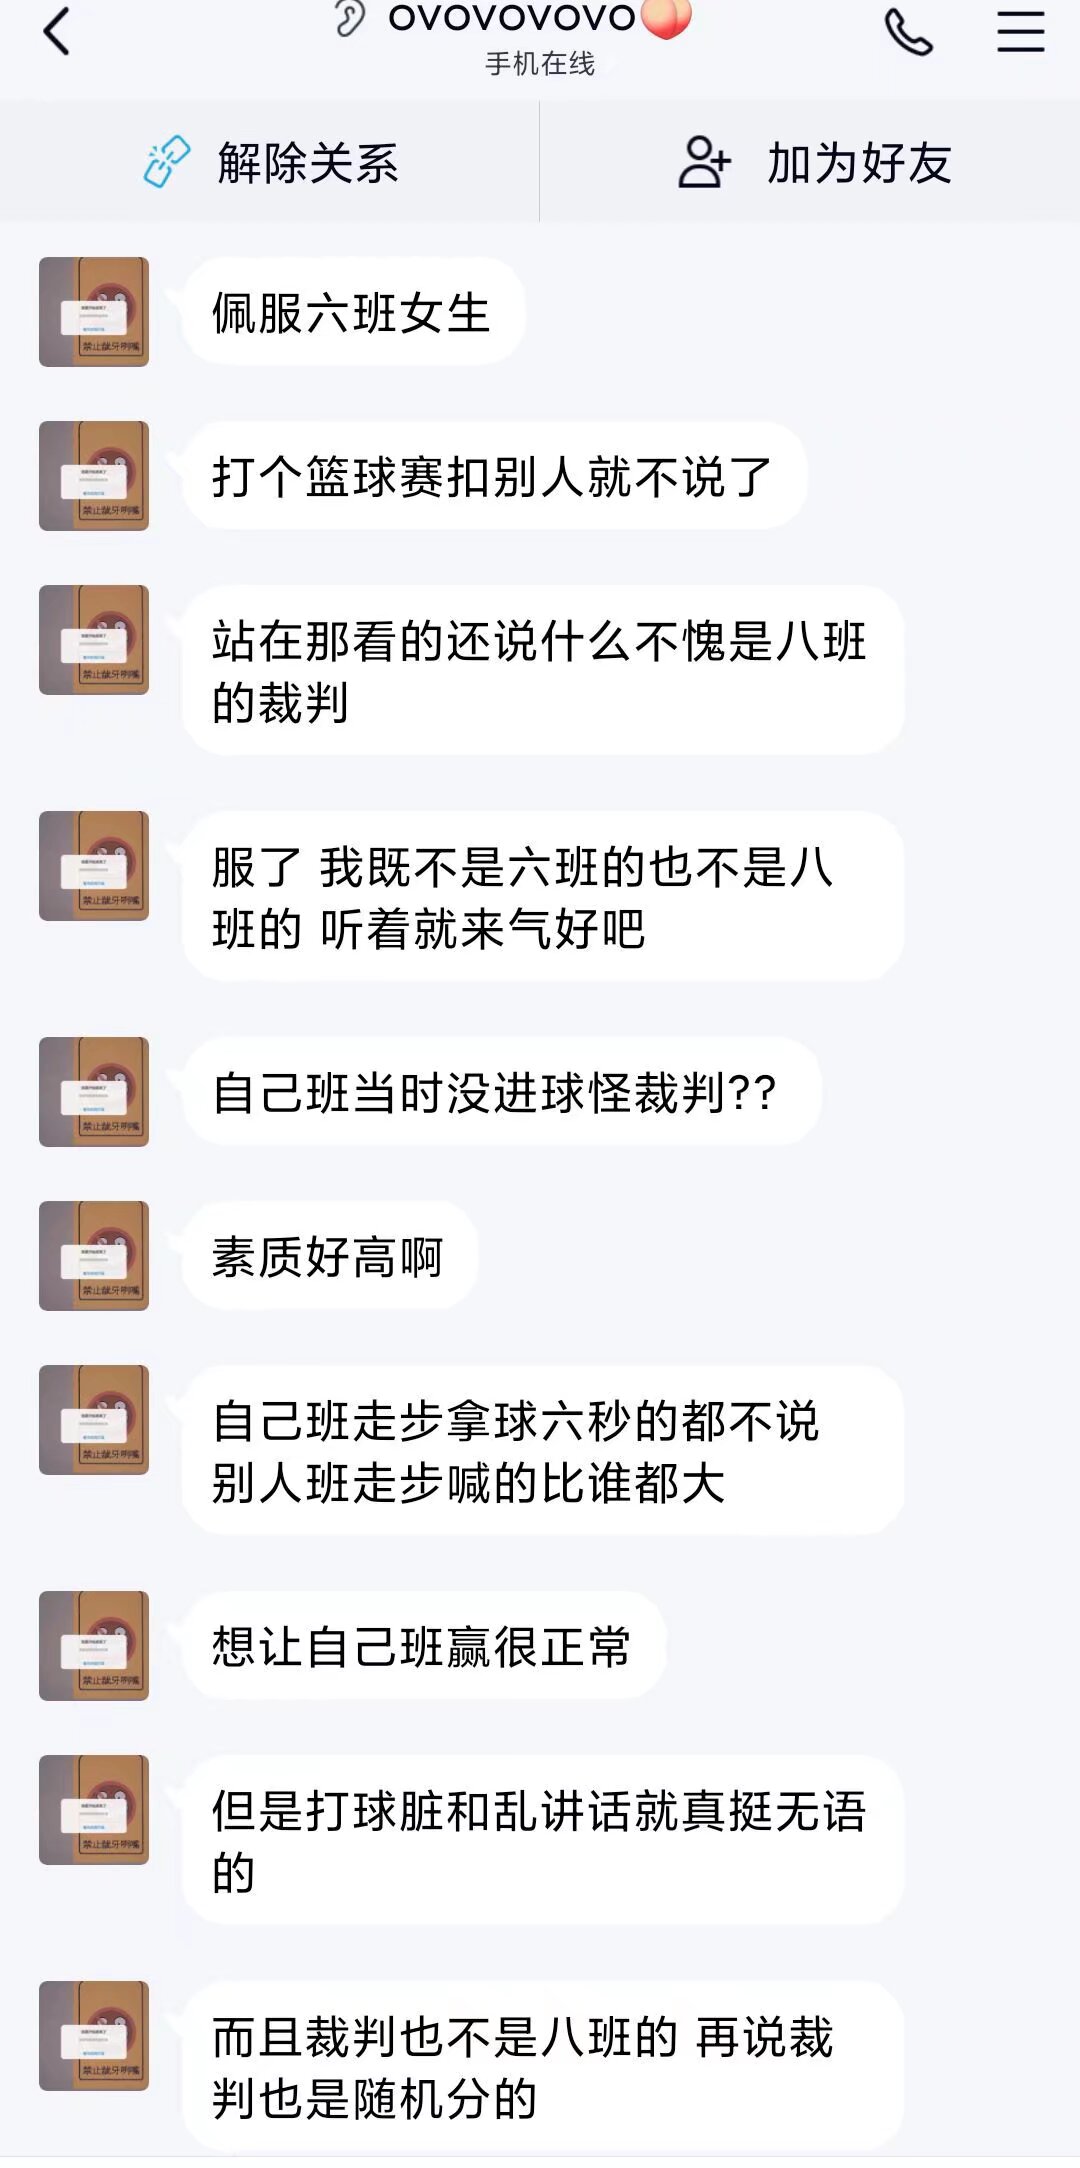 ovovovovo
手机在线
解除关系
加为好友
佩服六班女生
打个篮球赛扣别人就不说了
站在那看的还说什么不愧是八班
的裁判
服了 我既不是六班的也不是八
班的 听着就来气好吧
自己班当时没进球怪裁判??
素质好高啊
自己班走步拿球六秒的都不说
别人班走步喊的比谁都大
想让自己班赢很正常
但是打球脏和乱讲话就真挺无语
的
而且裁判也不是八班的 再说裁
判也是随机分的